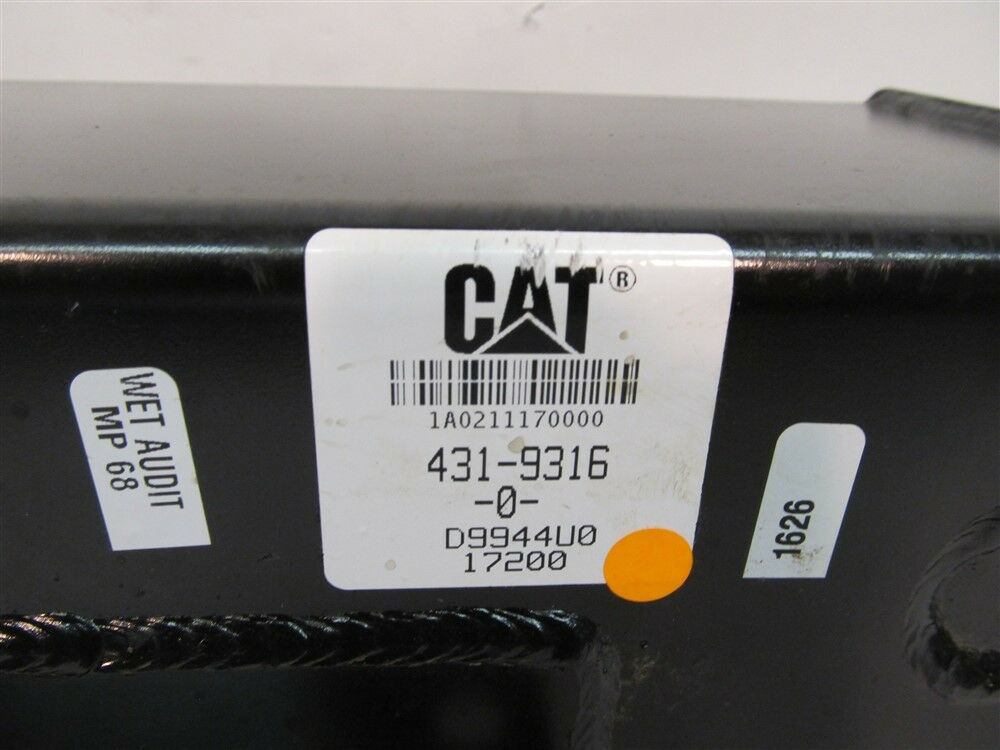 CAT®
1A0211170000
431-9316
-0-
D9944U0
17200
WET AUDIT
MP 68
1626